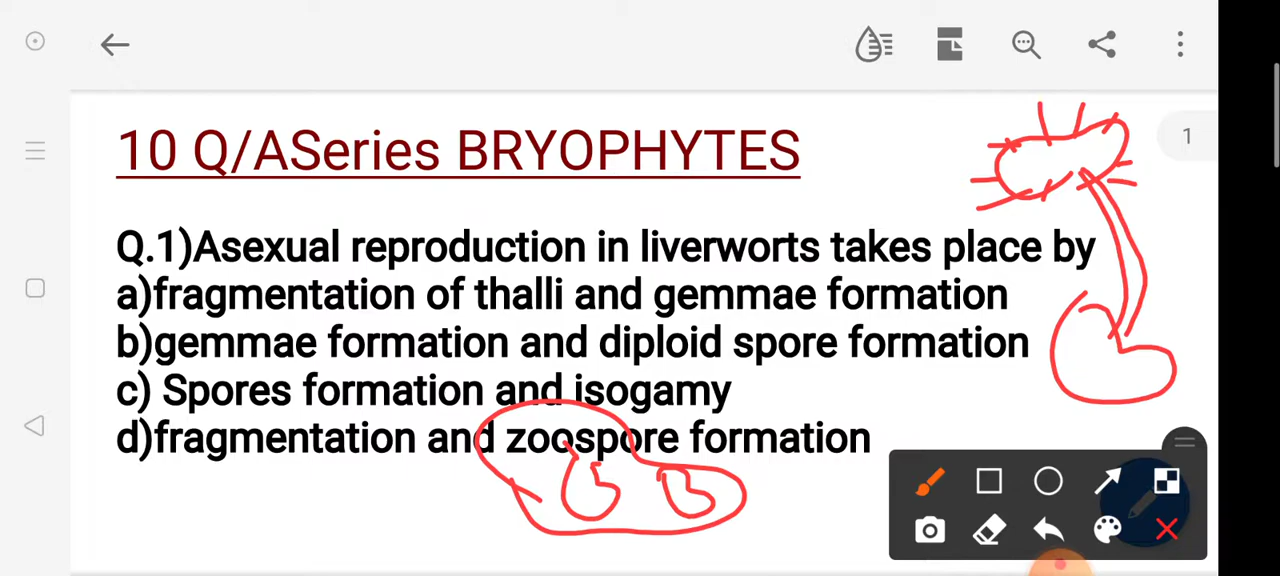 1
10 Q/ASeries BRYOPHYTES
Q.1)Asexual reproduction in liverworts takes place by
a)fragmentation of thalli and gemmae formation
b)gemmae formation and diploid spore formation
c) Spores formation and isogamy
d)fragmentation and zoospore formation